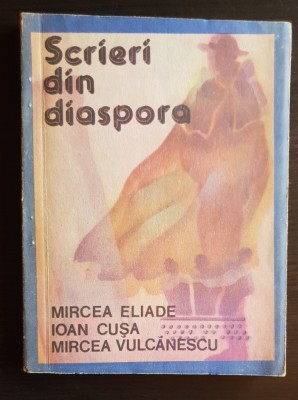 Scrieri
din
diaspora
MIRCEA ELIADE
IOAN CUŞA
MIRCEA VULCĂNESCU